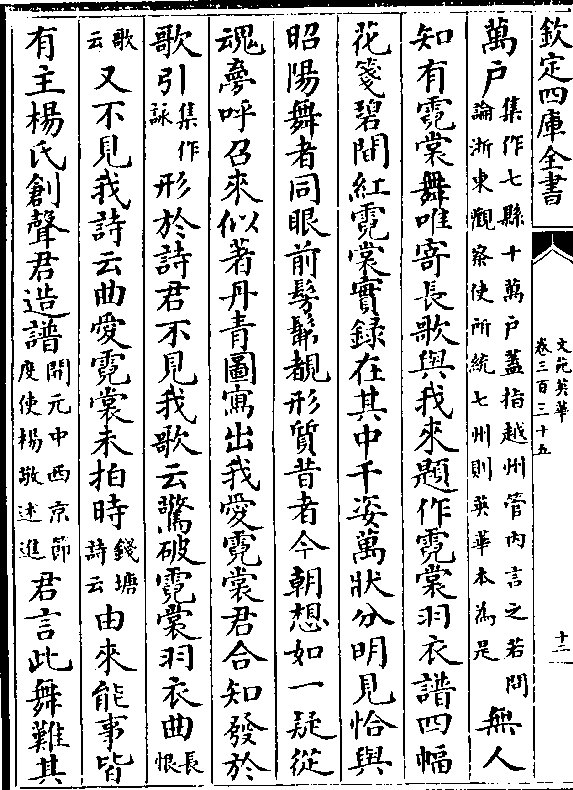 欽定四庫全書
文苑英華
卷三百三十五
十二
萬戶集作七縣十萬戶蓋指越州管內言之若問論浙東觀察使所統七州則英華本為是無人
知有霓裳舞唯寄長歌與我來題作霓裳羽衣譜四幅
花箋碧間紅霓裳實録在其中千姿萬狀分明見恰與
昭陽舞者同眼前髣髴覩形質昔者今朝想如一疑從
魂夢呼召來似著丹青圖寫出我愛霓裳君合知發於
歌引集作詠形於詩君不見我歌云驚破霓裳羽衣曲長恨
歌云又不見我詩云曲愛霓裳未拍時錢塘詩云由來能事皆
有主楊氏創聲君造譜開元中西京節度使楊敬述進君言此舞難其